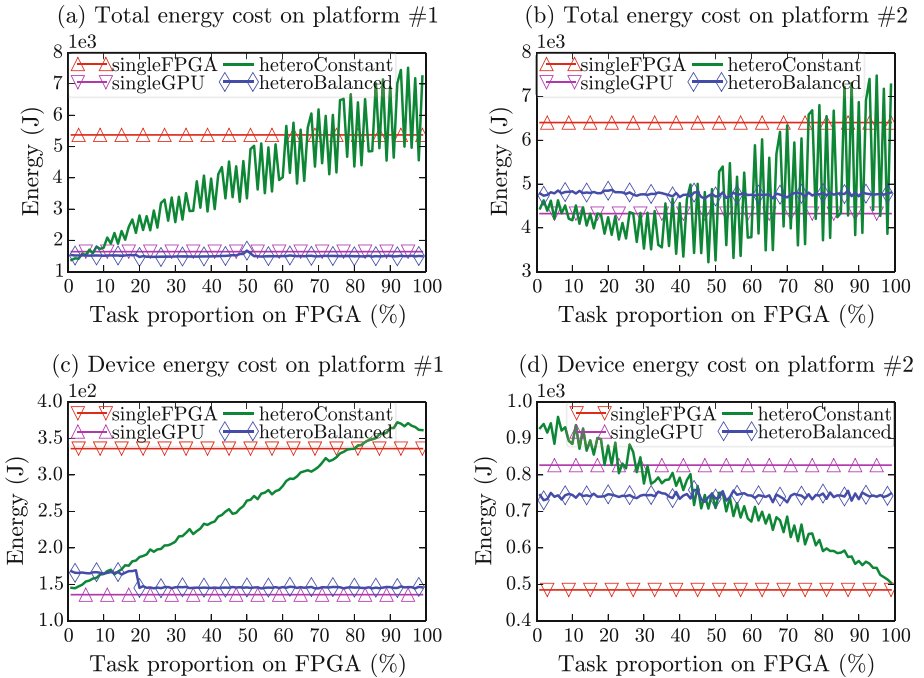 (a) Total energy cost on platform #1
1e3
8
7
6
5
4
3
2
1
Energy (J)
singleFPGA
heteroConstant
singleGPU
heteroBalanced
0 10 20 30 40 50 60 70 80 90 100
Task proportion on FPGA (%)
(b) Total energy cost on platform #2
1e3
8
7
6
5
4
3
Energy (J)
singleFPGA
heteroConstant
singleGPU
heteroBalanced
0 10 20 30 40 50 60 70 80 90 100
Task proportion on FPGA (%)
(c) Device energy cost on platform #1
1e2
4.0
3.5
3.0
2.5
2.0
1.5
1.0
Energy (J)
singleFPGA
heteroConstant
singleGPU
heteroBalanced
0 10 20 30 40 50 60 70 80 90 100
Task proportion on FPGA (%)
(d) Device energy cost on platform #2
1e3
1.0
0.9
0.8
0.7
0.6
0.5
0.4
Energy (J)
singleFPGA
heteroConstant
singleGPU
heteroBalanced
0 10 20 30 40 50 60 70 80 90 100
Task proportion on FPGA (%)